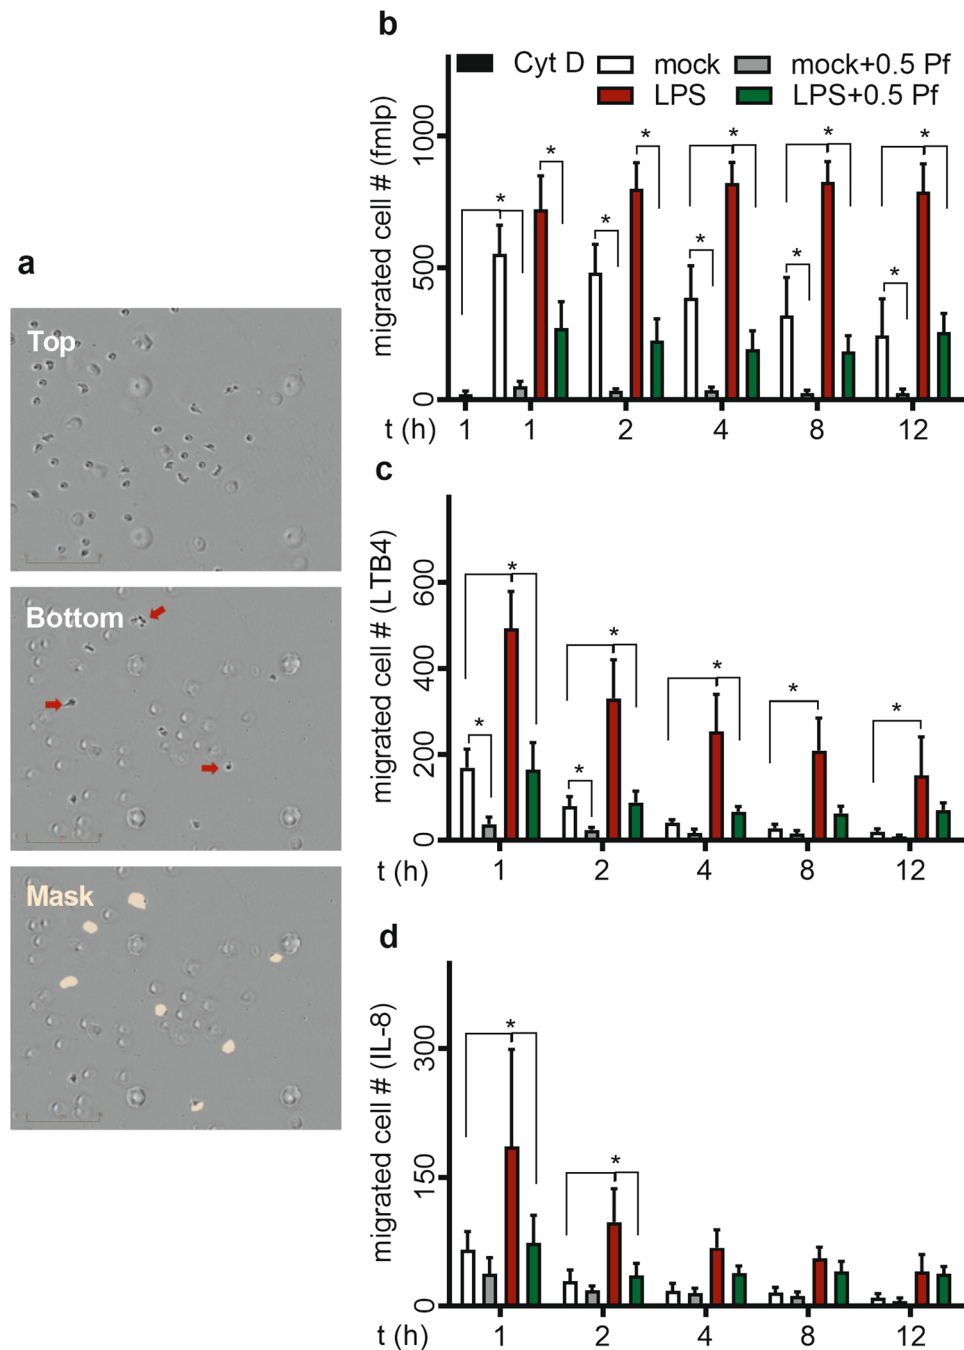 a
Top
Bottom
Mask
b
Cyt D
mock
mock+0.5 Pf
LPS
LPS+0.5 Pf
migrated cell # (fmlp)
1000
500
0
* * * * *
* * * *
t (h) 1 1 2 4 8 12
c
migrated cell # (LTB4)
600
400
200
0
* * * * *
* *
t (h) 1 2 4 8 12
d
migrated cell # (IL-8)
300
150
0
* *
t (h) 1 2 4 8 12